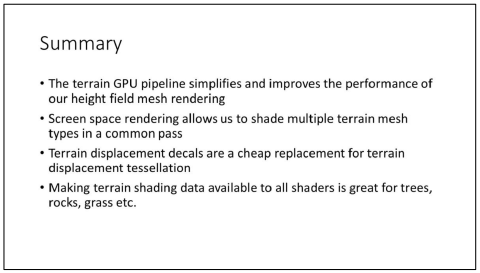 Summary
• The terrain GPU pipeline simplifies and improves the performance of
our height field mesh rendering
• Screen space rendering allows us to shade multiple terrain mesh
types in a common pass
• Terrain displacement decals are a cheap replacement for terrain
displacement tessellation
• Making terrain shading data available to all shaders is great for trees,
rocks, grass etc.